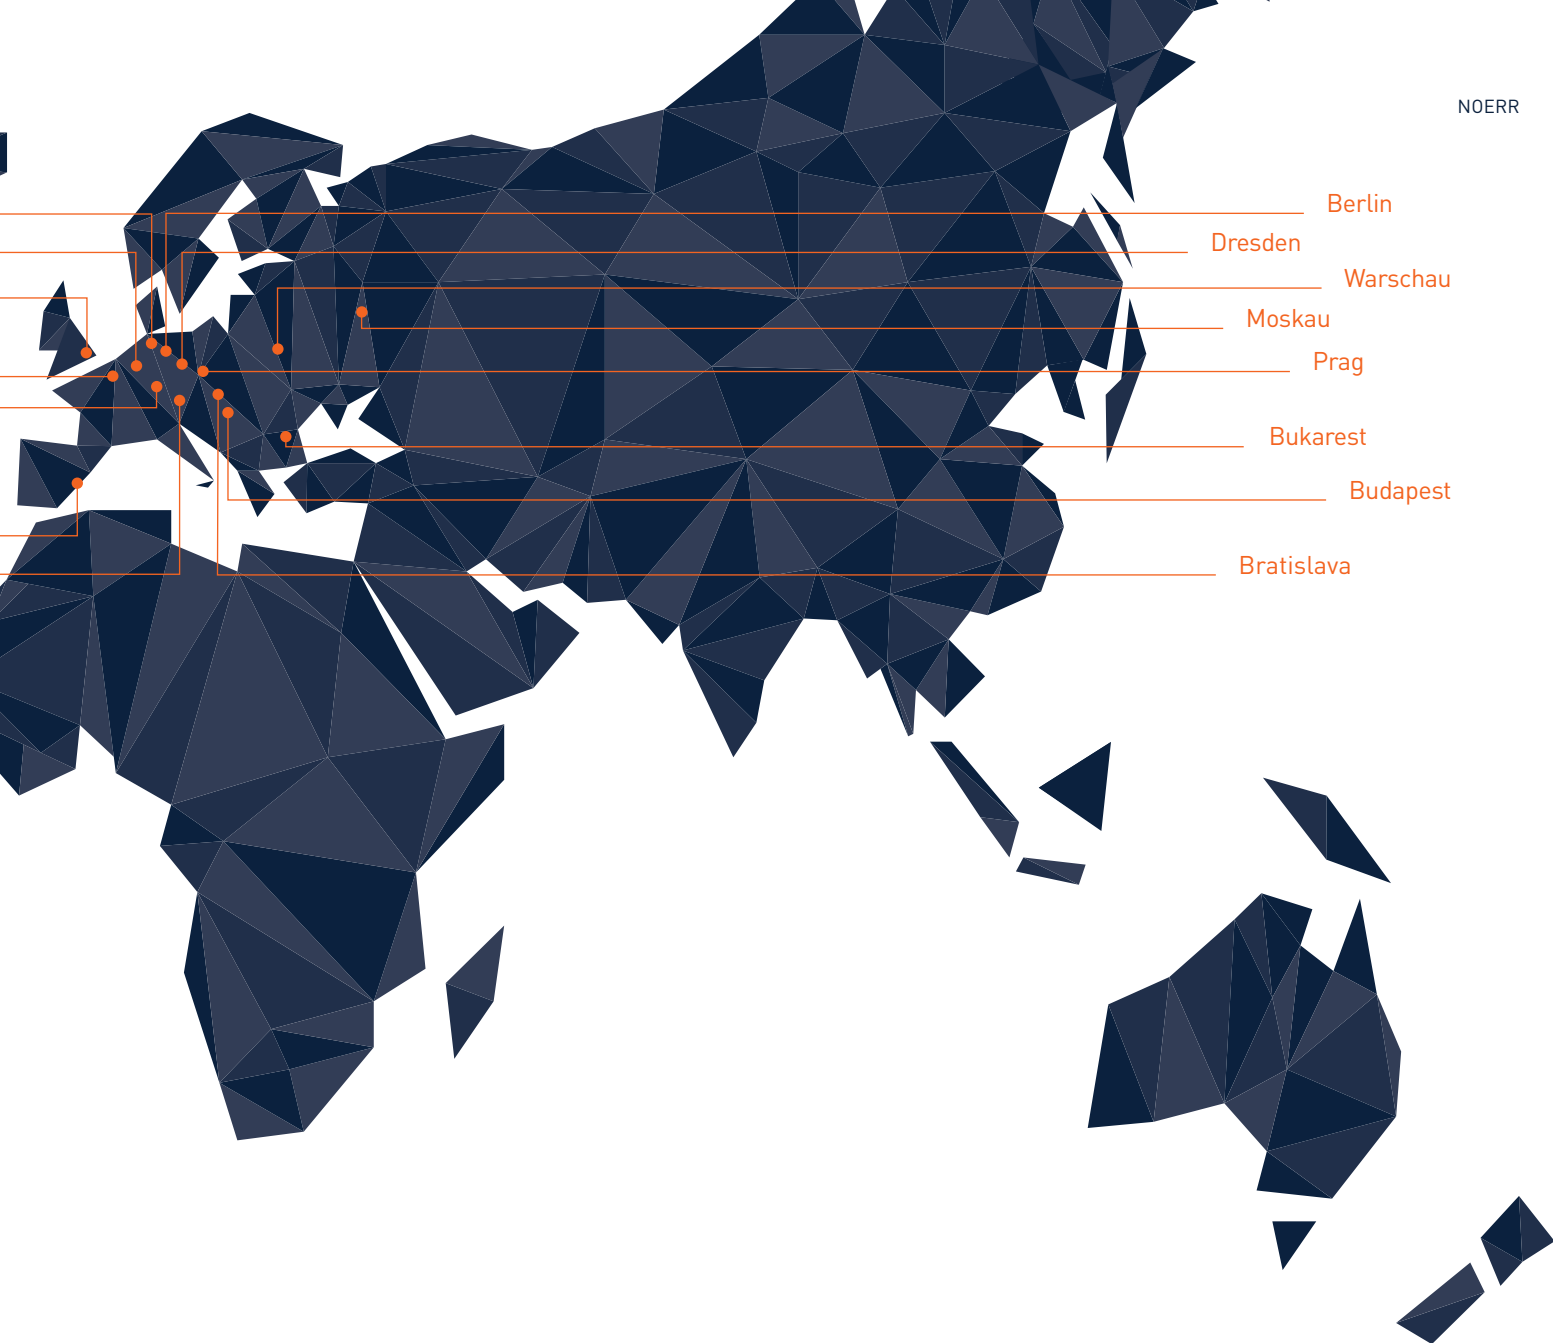 NOERR
Berlin
Dresden
Warschau
Moskau
Prag
Bukarest
Budapest
Bratislava